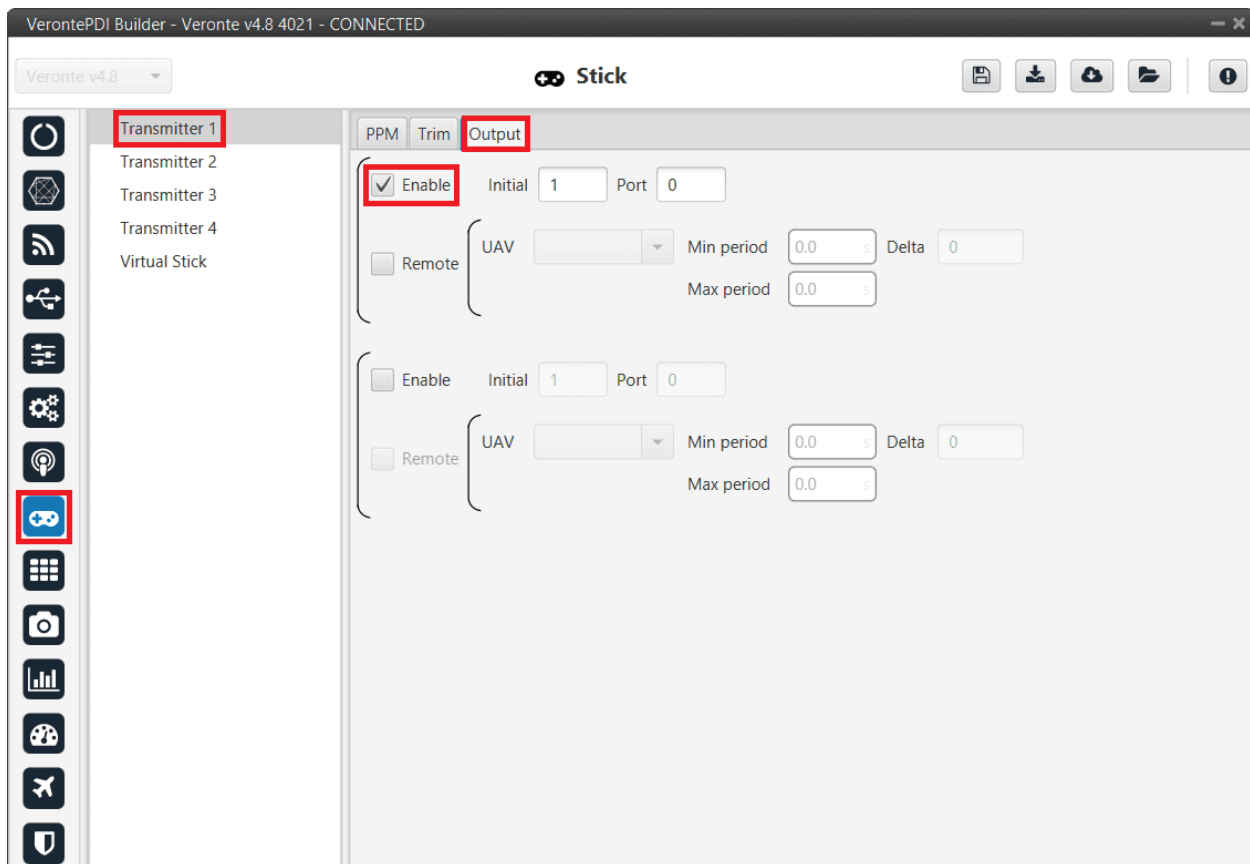 VerontePDI Builder - Veronte v4.8 4021 - CONNECTED
Veronte v4.8
Stick
Transmitter 1
Transmitter 2
Transmitter 3
Transmitter 4
Virtual Stick
PPM Trim Output
Enable Initial 1 Port 0
Remote UAV Min period 0.0 s Delta 0
Max period 0.0 s
Enable Initial 1 Port 0
Remote UAV Min period 0.0 s Delta 0
Max period 0.0 s